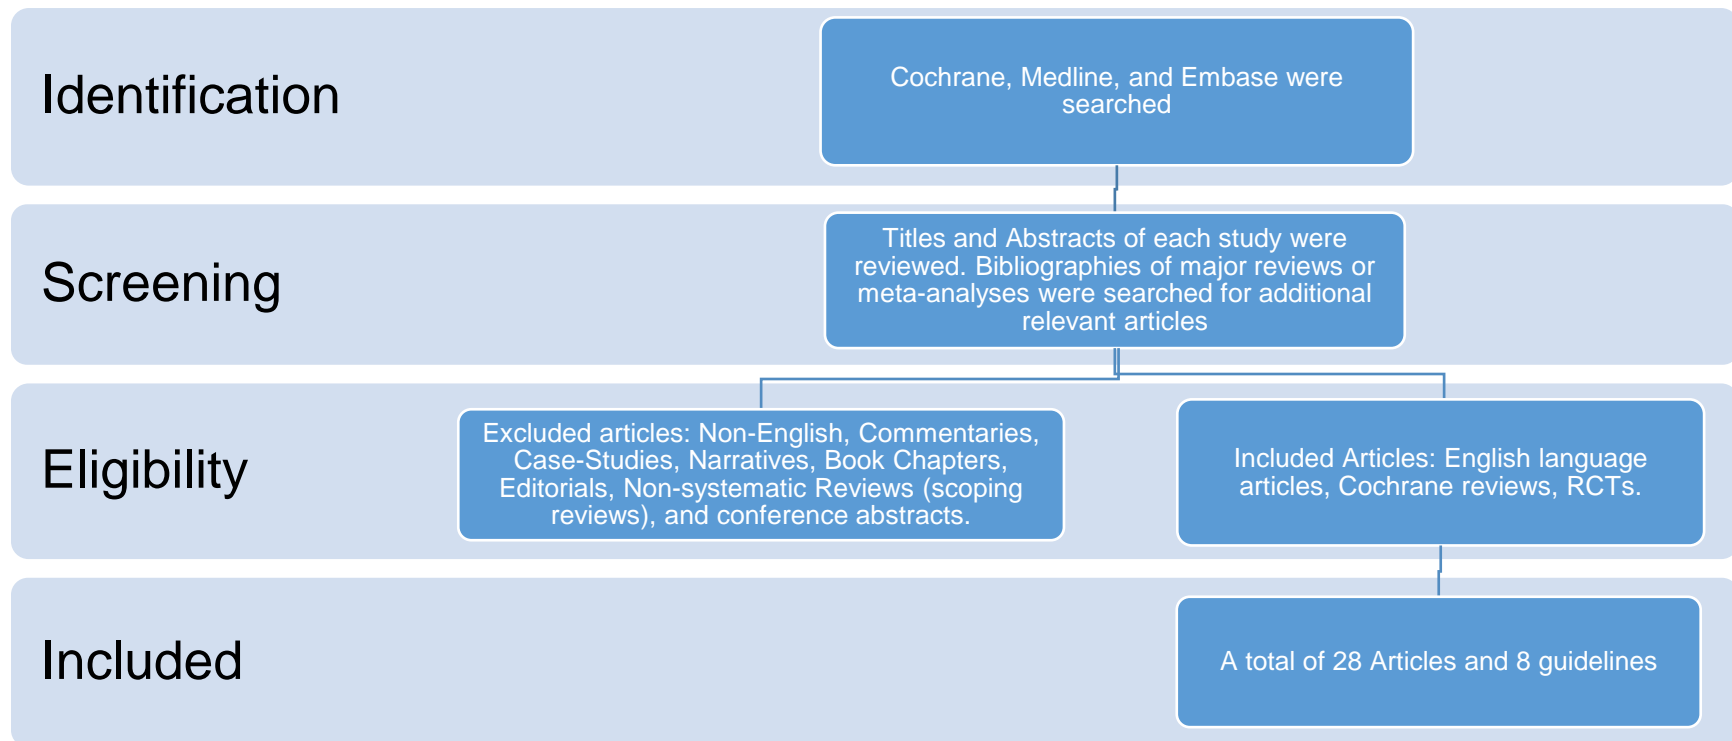 Identification
Cochrane, Medline, and Embase were
searched
Screening
Titles and Abstracts of each study were
reviewed. Bibliographies of major reviews or
meta-analyses were searched for additional
relevant articles
Eligibility
Excluded articles: Non-English, Commentaries,
Case-Studies, Narratives, Book Chapters,
Editorials, Non-systematic Reviews (scoping
reviews), and conference abstracts.
Included Articles: English language
articles, Cochrane reviews, RCTs.
Included
A total of 28 Articles and 8 guidelines